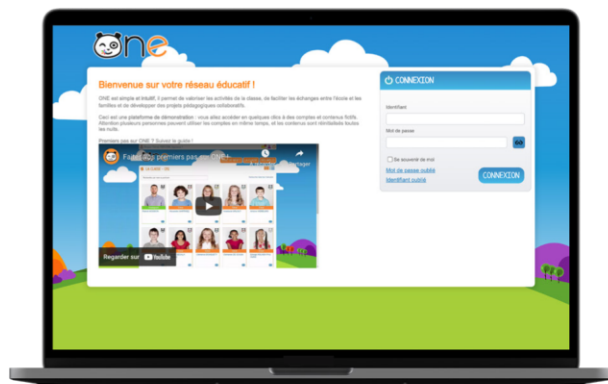 One
Bienvenue sur votre réseau éducatif !
ONE est simple et intuitif, il permet de valoriser les activités de la classe, de faciliter les échanges entre l'école et les
familles et de développer des projets pédagogiques collaboratifs.
Ceci est une plateforme de démonstration : vous allez accéder en quelques clics à des comptes et contenus fictifs.
Attention plusieurs personnes peuvent utiliser les comptes en même temps, et les contenus sont réinitialisés toutes
les nuits.
Premiers pas sur ONE ? Suivez le guide !
premiers pas sur
Regarder sur YouTube
CONNEXION
Identifiant
Mot de passe
Se souvenir de moi
Mot de passe oublié
Identifiant oublié
CONNEXION